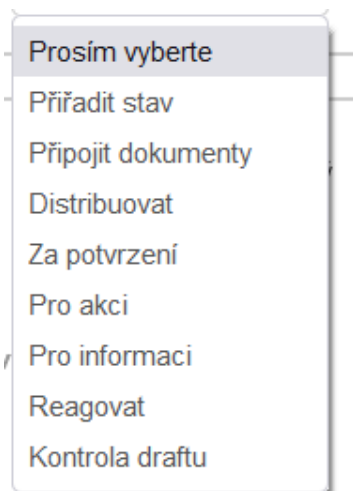 Prosím vyberte
Přiřadit stav
Připojit dokumenty
Distribuovat
Za potvrzení
Pro akci
Pro informaci
Reagovat
Kontrola draftu